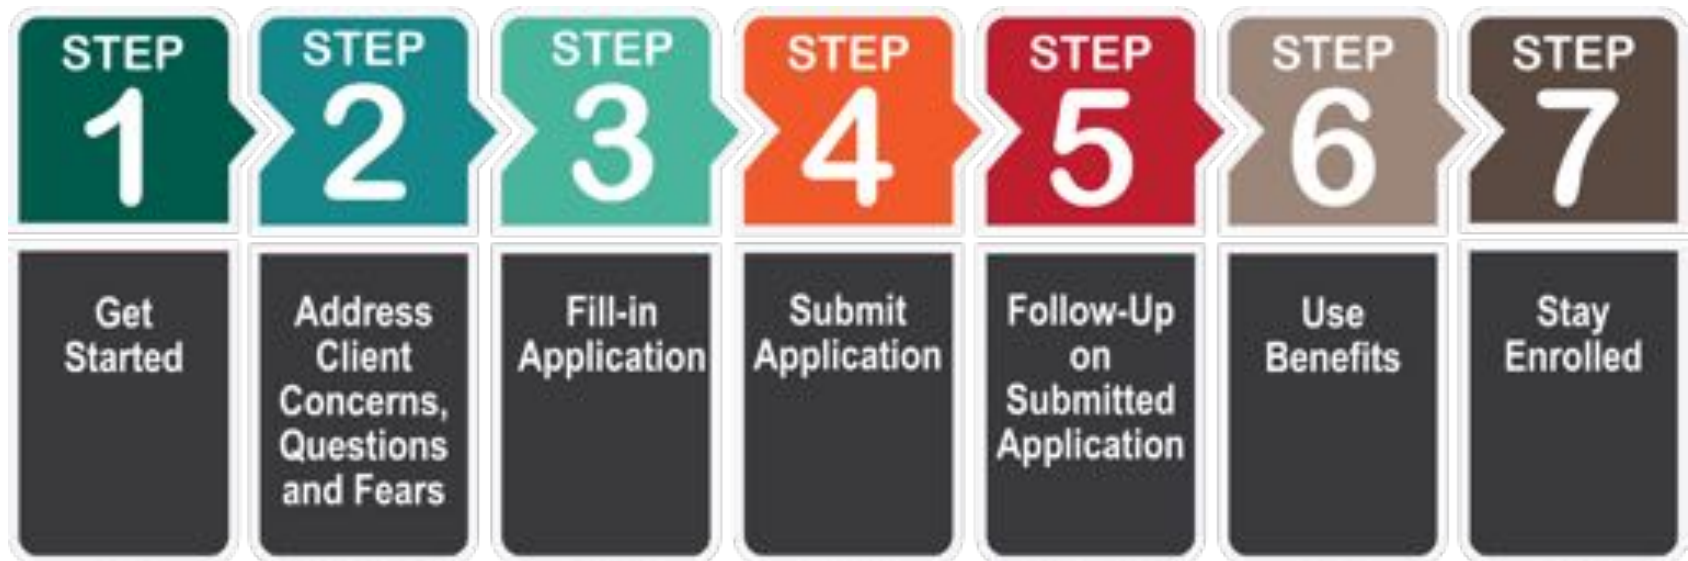 STEP
1
Get
Started
STEP
2
Address
Client
Concerns,
Questions
and Fears
STEP
3
Fill-in
Application
STEP
4
Submit
Application
STEP
5
Follow-Up
on
Submitted
Application
STEP
6
Use
Benefits
STEP
7
Stay
Enrolled